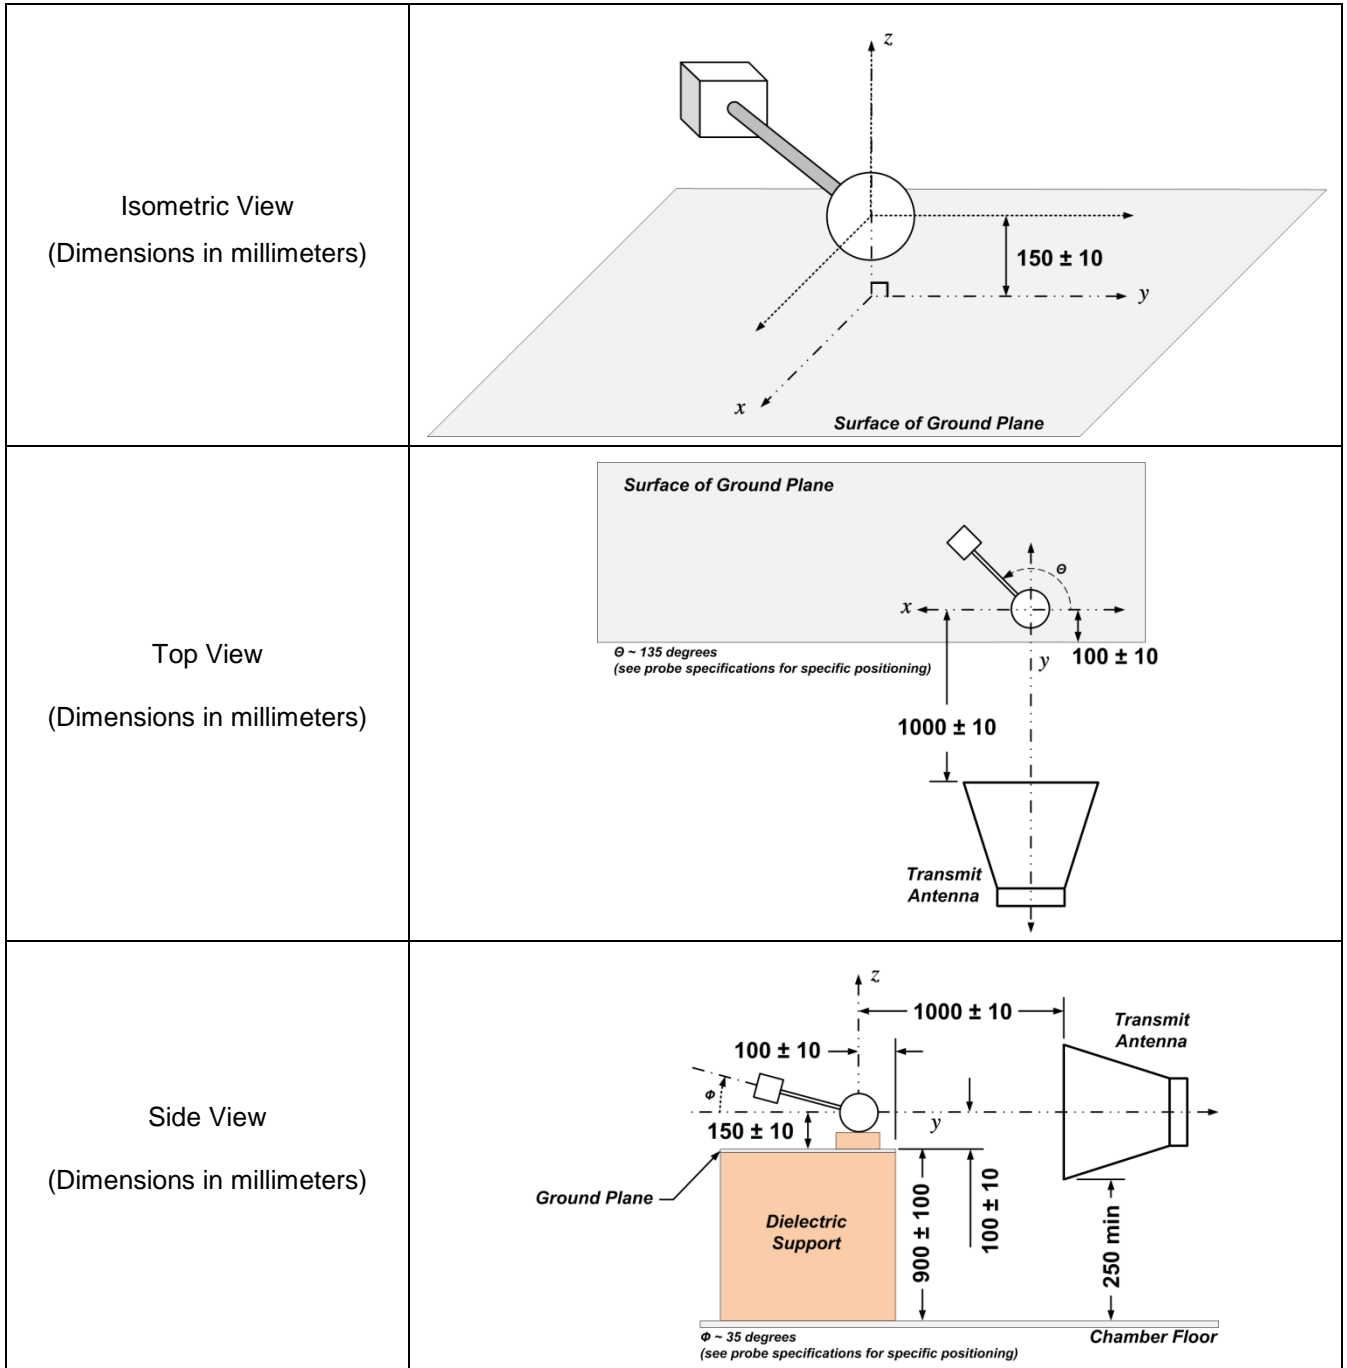 Isometric View
(Dimensions in millimeters)
z
150 ± 10
y
x
Surface of Ground Plane
Top View
(Dimensions in millimeters)
Surface of Ground Plane
Θ
x
Θ ~ 135 degrees
(see probe specifications for specific positioning)
y
100 ± 10
1000 ± 10
Transmit
Antenna
Side View
(Dimensions in millimeters)
z
1000 ± 10
Transmit
Antenna
100 ± 10
Φ
150 ± 10
y
Ground Plane
Dielectric
Support
900 ± 100
100 ± 10
250 min
Chamber Floor
Φ ~ 35 degrees
(see probe specifications for specific positioning)